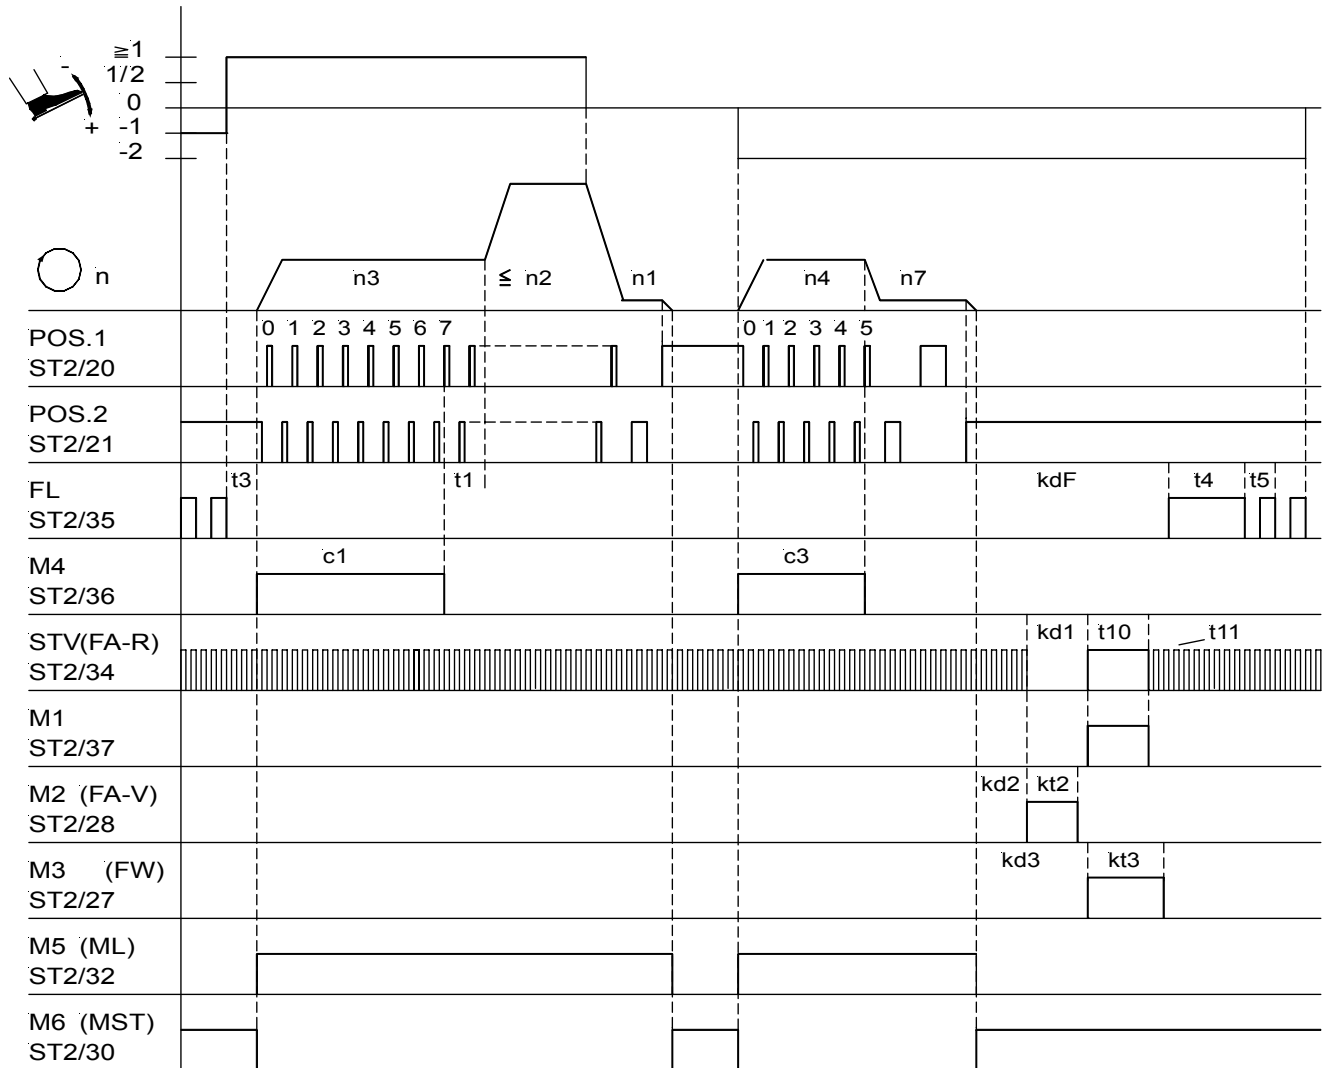 ≧1
- 1/2
0
+ -1
-2
n n3 ≦ n2 n1 n4 n7
POS.1 0 1 2 3 4 5 6 7 0 1 2 3 4 5
ST2/20
POS.2
ST2/21
FL t3 t1 kdF t4 t5
ST2/35
M4 c1 c3
ST2/36
STV(FA-R) kd1 t10 t11
ST2/34
M1
ST2/37
M2 (FA-V) kd2 kt2
ST2/28
M3 (FW) kd3 kt3
ST2/27
M5 (ML)
ST2/32
M6 (MST)
ST2/30